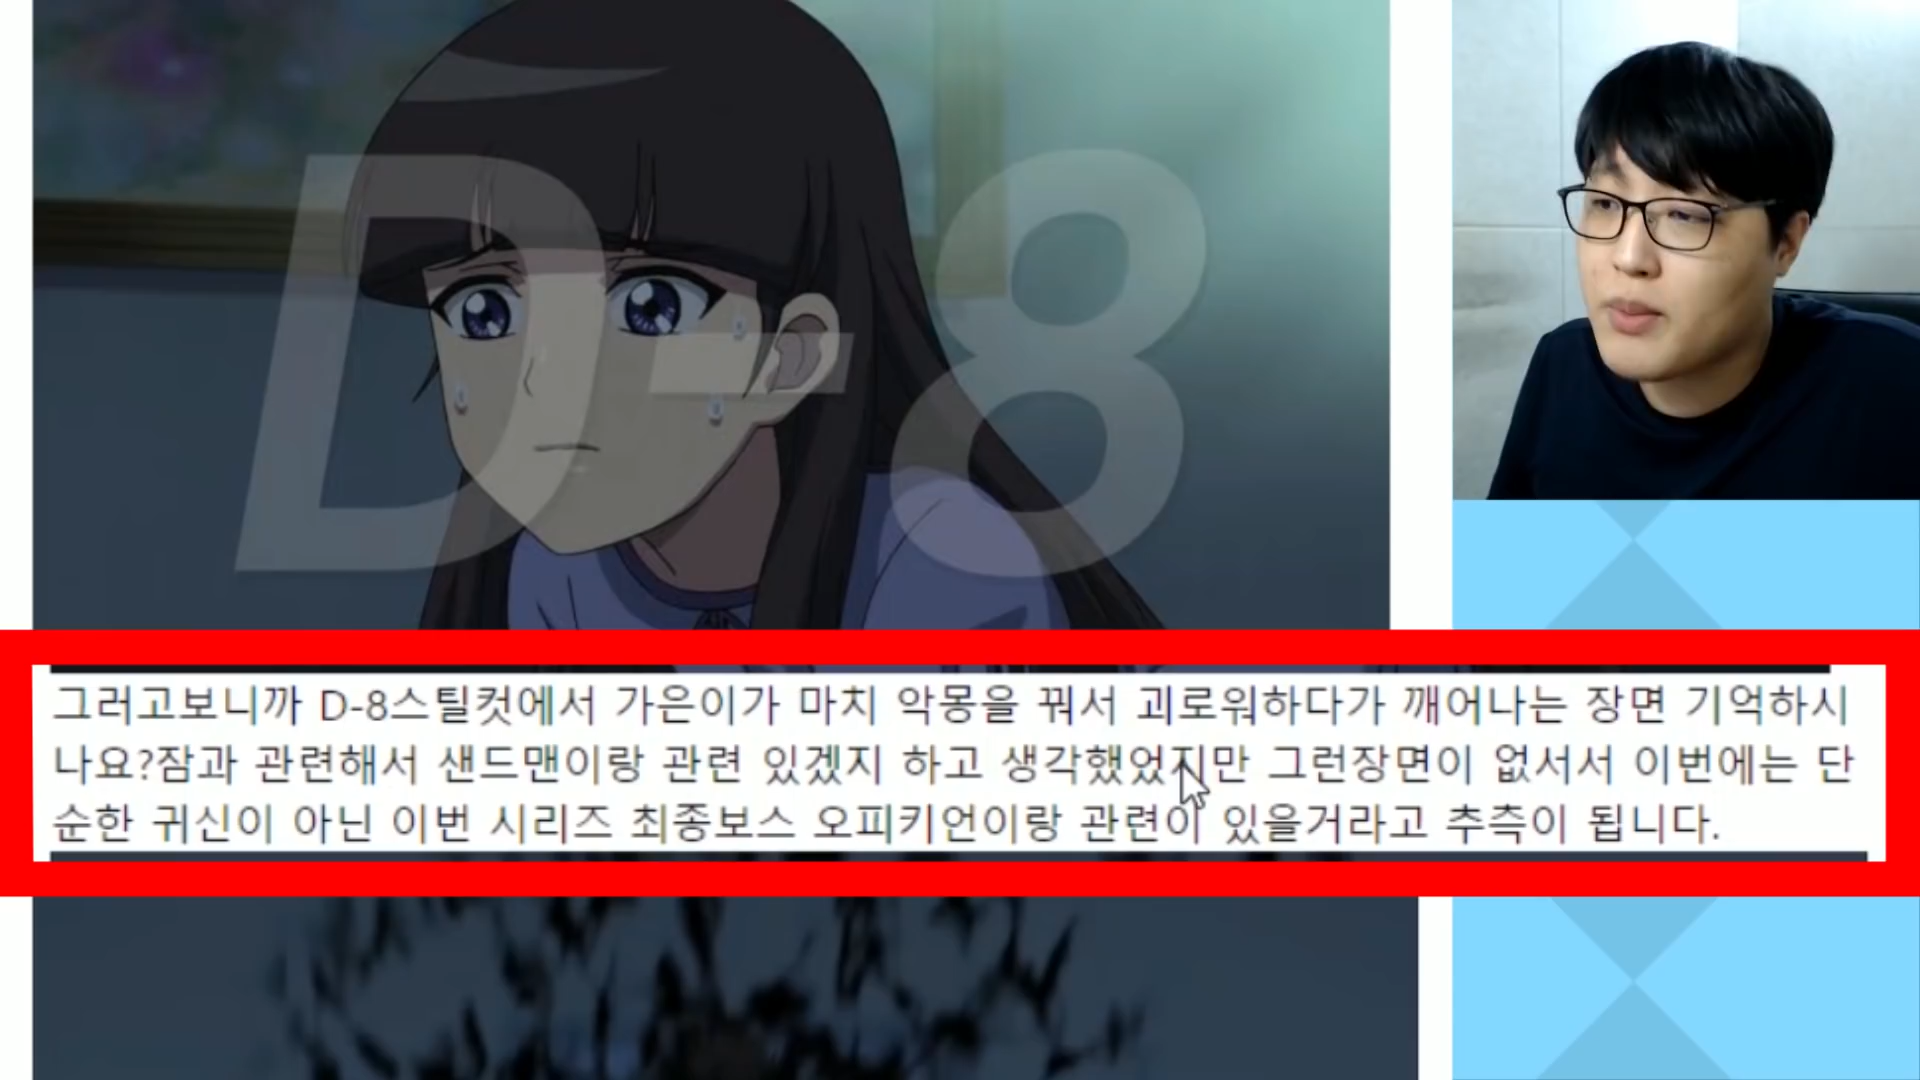 D-8
그러고보니까 D-8스틸컷에서 가은이가 마치 악몽을 꿔서 괴로워하다가 깨어나는 장면 기억하시
나요?잠과 관련해서 샌드맨이랑 관련 있겠지 하고 생각했었지만 그런장면이 없서서 이번에는 단
순한 귀신이 아닌 이번 시리즈 최종보스 오피키언이랑 관련이 있을거라고 추측이 됩니다.